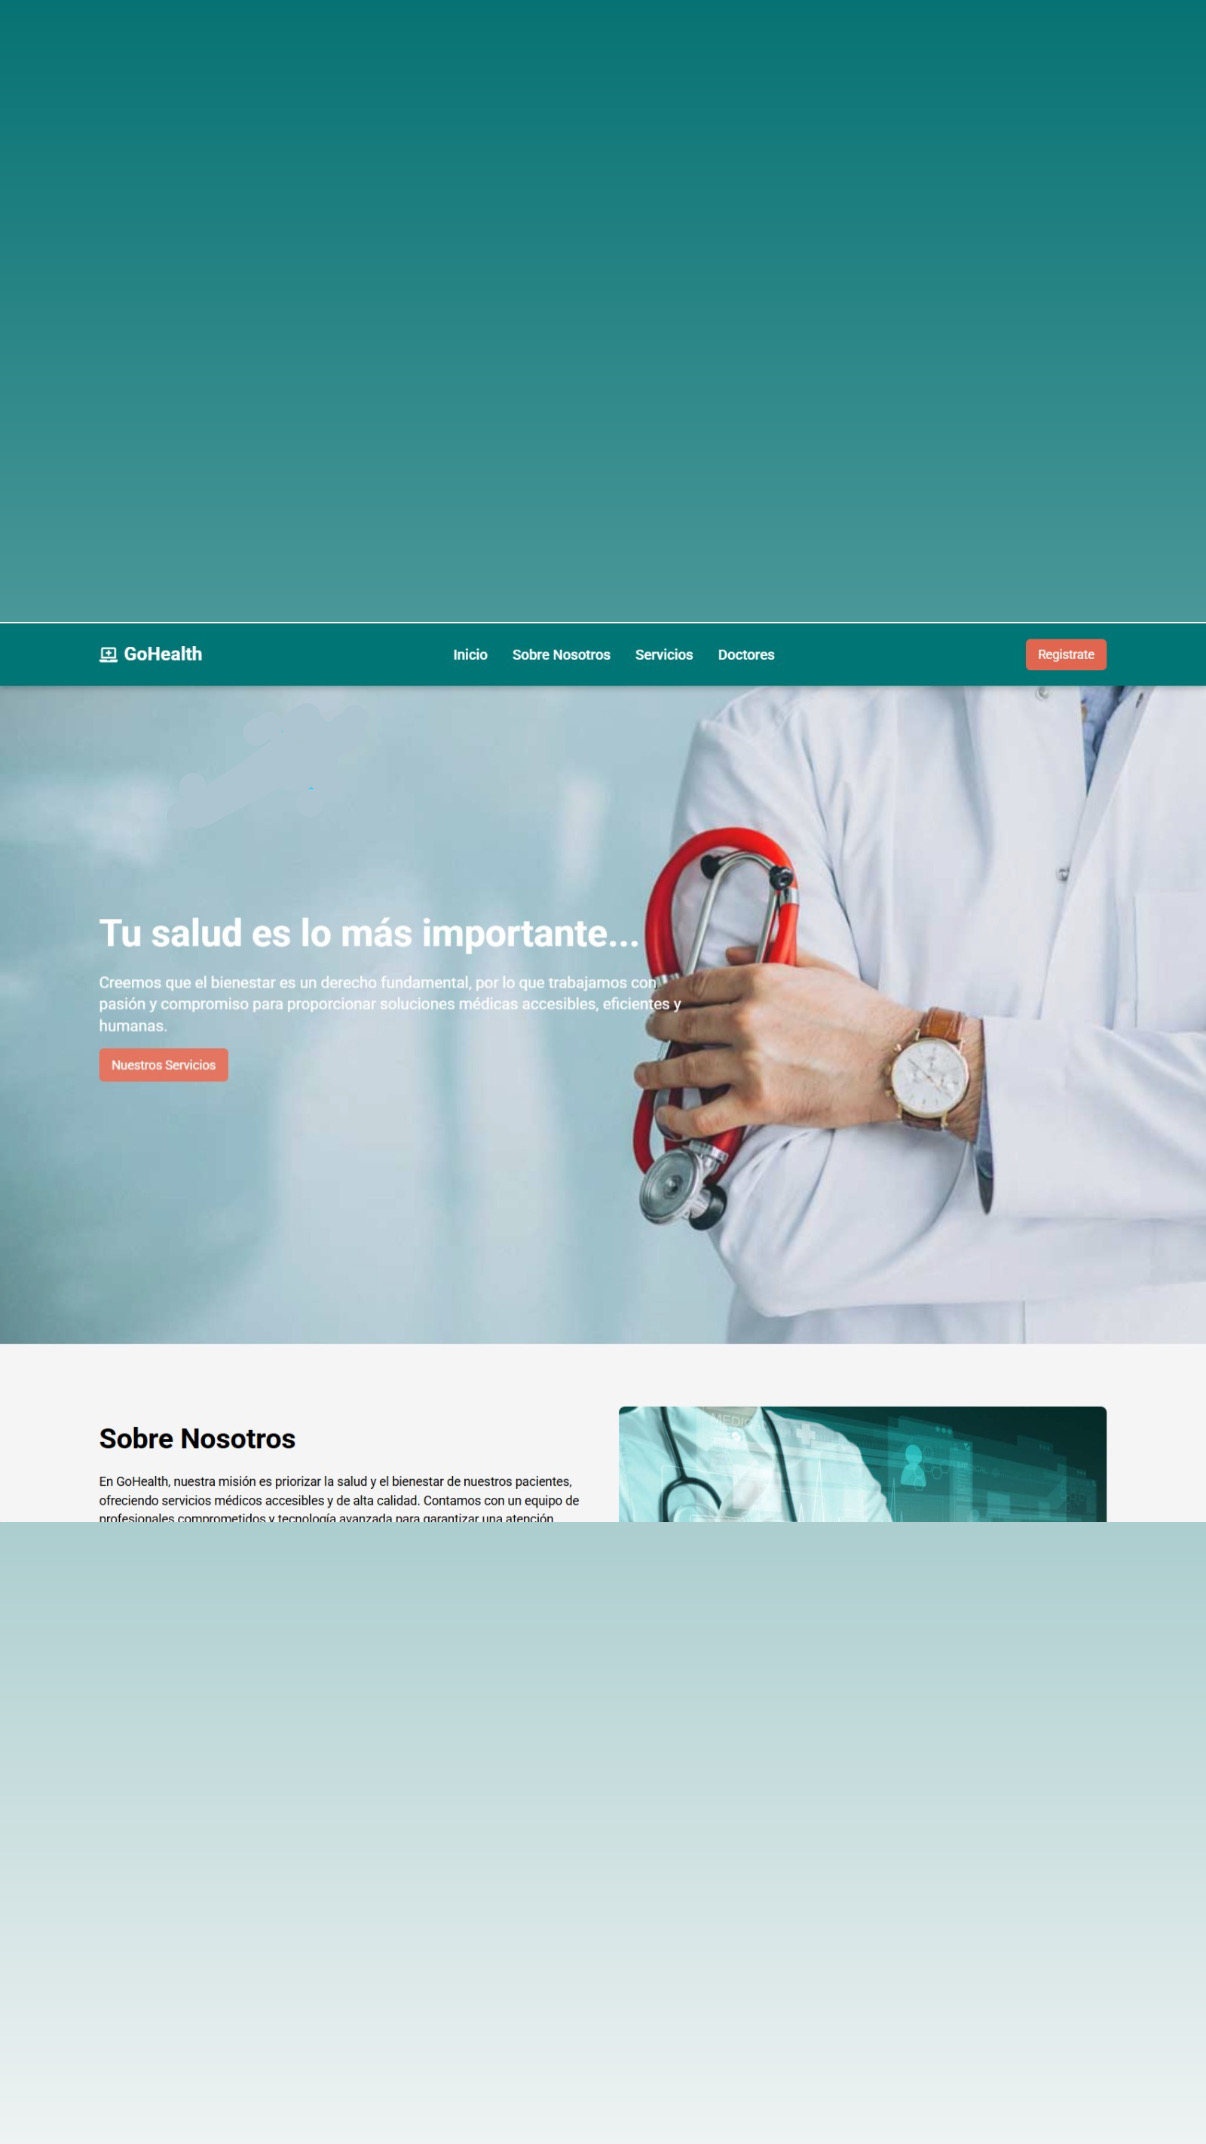 GoHealth
Inicio Sobre Nosotros Servicios Doctores
Registrate
Tu salud es lo más importante...
Creemos que el bienestar es un derecho fundamental, por lo que trabajamos con
pasión y compromiso para proporcionar soluciones médicas accesibles, eficientes y
humanas.
Nuestros Servicios
Sobre Nosotros
En GoHealth, nuestra misión es priorizar la salud y el bienestar de nuestros pacientes,
ofreciendo servicios médicos accesibles y de alta calidad. Contamos con un equipo de
profesionales comprometidos y tecnología avanzada para garantizar una atención